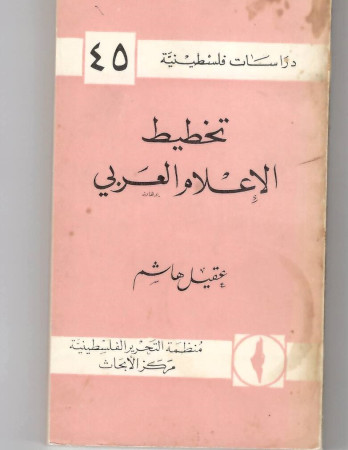 دراسات فلسطينية
٤٥
تخطيط
الإعلام العربي
عقيل هاشم
منظمة التحرير الفلسطينية
مركز الأبحاث